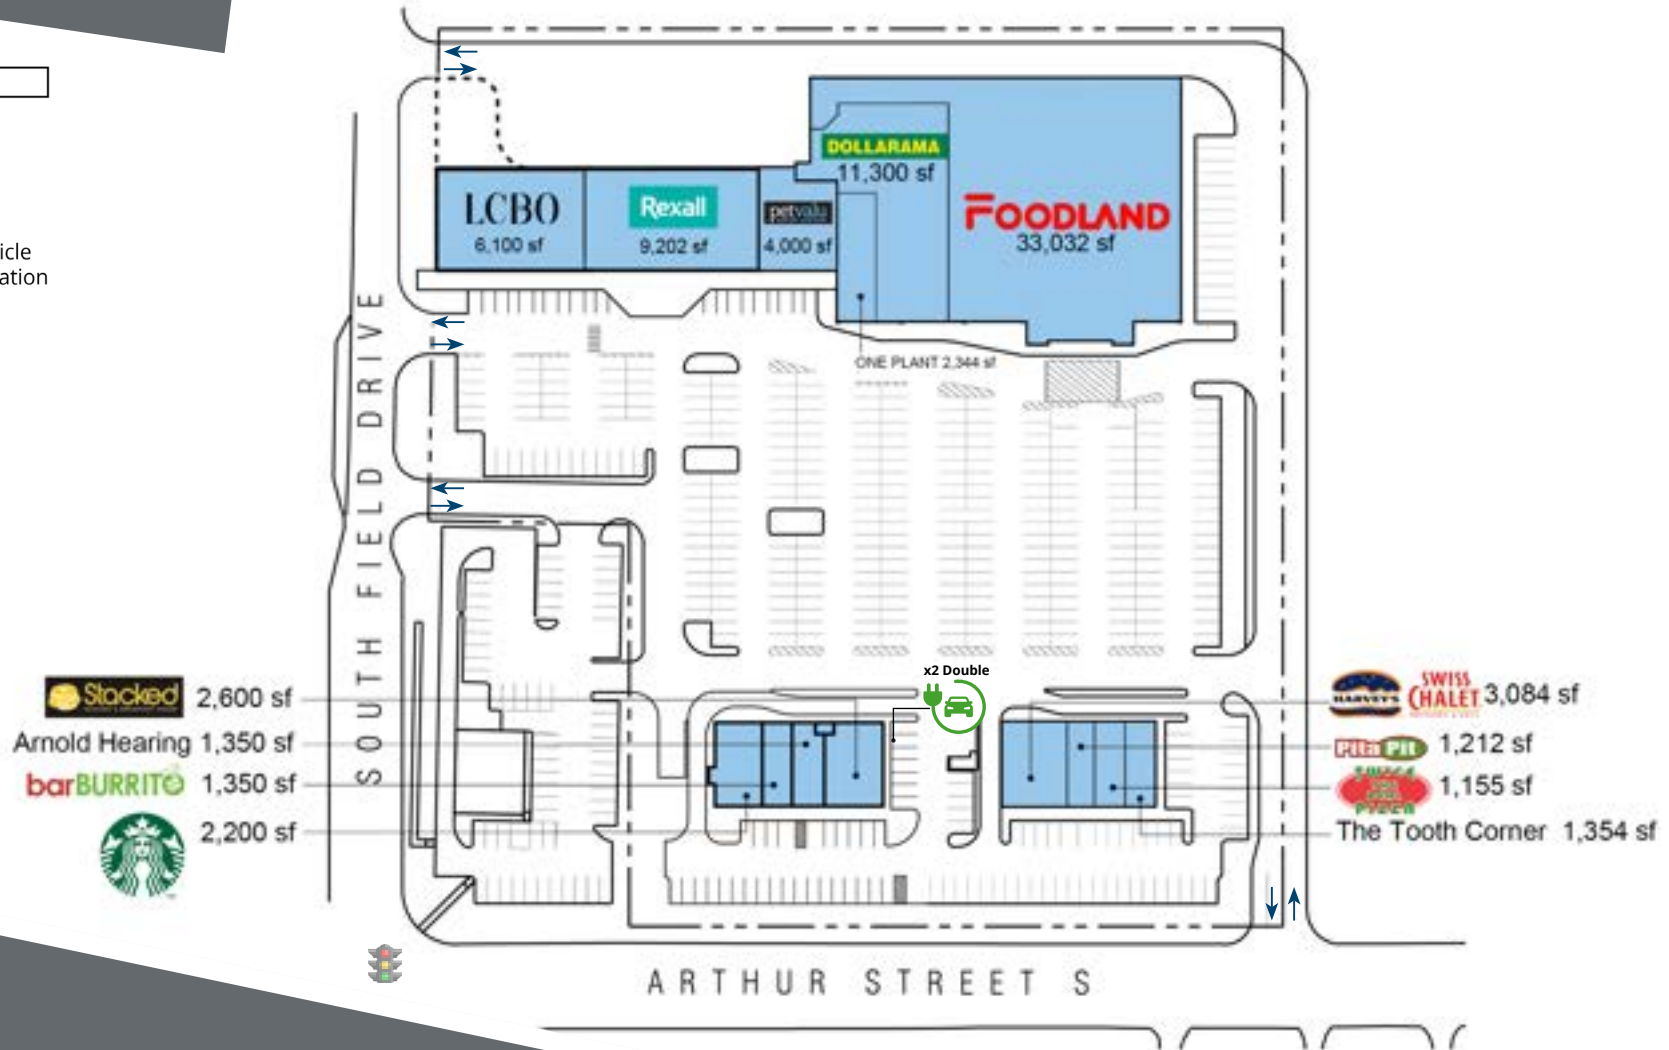 icle
ation
DOLLARAMA
11,300 sf
LCBO
6,100 sf
Rexall
9,202 sf
petvalu
4,000 sf
FOODLAND
33,032 sf
ONE PLANT 2,344 sf
SOUTH FIELD DRIVE
x2 Double
Stacked
2,600 sf
Arnold Hearing 1,350 sf
barBURRITO 1,350 sf
2,200 sf
HARVEY'S
SWISS
CHALET
3,084 sf
Pita Pit 1,212 sf
PIZZA
1,155 sf
The Tooth Corner 1,354 sf
ARTHUR STREET S